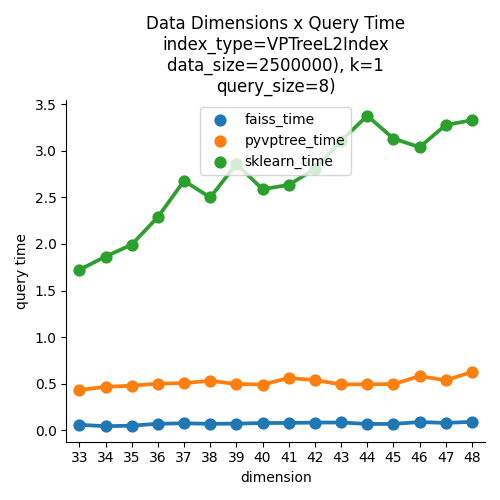 Data Dimensions x Query Time
index_type=VPTreeL2Index
data_size=2500000), k=1
query_size=8)
faiss_time
pyvptree_time
sklearn_time
query time
3.5
3.0
2.5
2.0
1.5
1.0
0.5
0.0
33 34 35 36 37 38 39 40 41 42 43 44 45 46 47 48
dimension